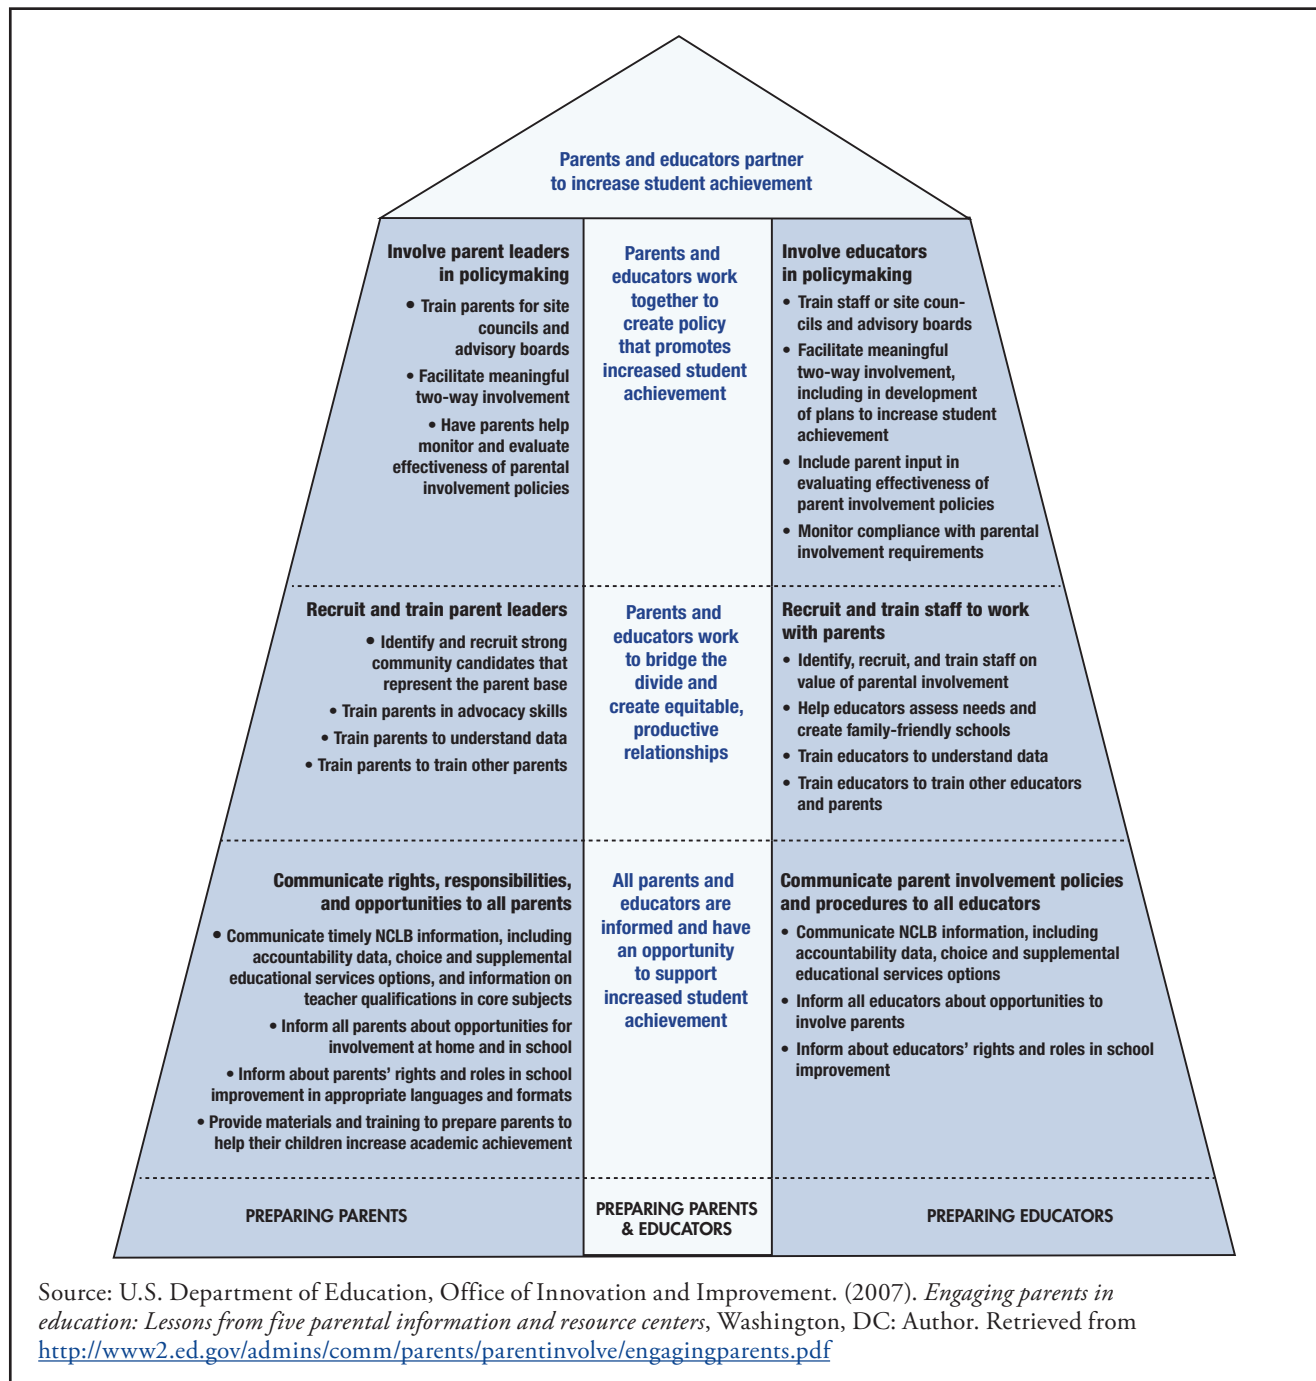 Parents and educators partner
to increase student achievement
Involve parent leaders
in policymaking
• Train parents for site
councils and
advisory boards
• Facilitate meaningful
two-way involvement
• Have parents help
monitor and evaluate
effectiveness of parental
involvement policies
Parents and
educators work
together to
create policy
that promotes
increased student
achievement
Involve educators
in policymaking
• Train staff or site coun-
cils and advisory boards
• Facilitate meaningful
two-way involvement,
including in development
of plans to increase student
achievement
• Include parent input in
evaluating effectiveness of
parent involvement policies
• Monitor compliance with parental
involvement requirements
Recruit and train parent leaders
• Identify and recruit strong
community candidates that
represent the parent base
• Train parents in advocacy skills
• Train parents to understand data
• Train parents to train other parents
Parents and
educators work
to bridge the
divide and
create equitable,
productive
relationships
Recruit and train staff to work
with parents
• Identify, recruit, and train staff on
value of parental involvement
• Help educators assess needs and
create family-friendly schools
• Train educators to understand data
• Train educators to train other educators
and parents
Communicate rights, responsibilities,
and opportunities to all parents
• Communicate timely NCLB information, including
accountability data, choice and supplemental
educational services options, and information on
teacher qualifications in core subjects
• Inform all parents about opportunities for
involvement at home and in school
• Inform about parents’ rights and roles in school
improvement in appropriate languages and formats
• Provide materials and training to prepare parents to
help their children increase academic achievement
All parents and
educators are
informed and have
an opportunity
to support
increased student
achievement
Communicate parent involvement policies
and procedures to all educators
• Communicate NCLB information, including
accountability data, choice and supplemental
educational services options
• Inform all educators about opportunities to
involve parents
• Inform about educators’ rights and roles in school
improvement
PREPARING PARENTS
PREPARING PARENTS
& EDUCATORS
PREPARING EDUCATORS
Source: U.S. Department of Education, Office of Innovation and Improvement. (2007). Engaging parents in
education: Lessons from five parental information and resource centers, Washington, DC: Author. Retrieved from
http://www2.ed.gov/admins/comm/parents/parentinvolve/engagingparents.pdf